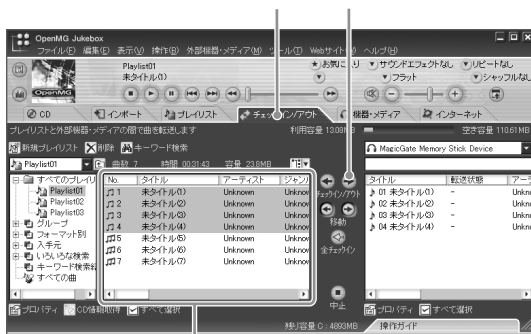 OpenMG Jukebox
ファイル(F) 編集(E) 表示(V) 操作(B) 外部機器・メディア(M) ツール(T) Webサイト(W) ヘルプ(H)
Playlist01
未タイトル(1)
お気に入り サウンドエフェクトなし リピートなし
フラット シャッフルなし
OpenMG
CD インポート プレイリスト チェックイン/アウト 機器・メディア インターネット
プレイリストと外部機器・メディアの間で曲を転送します 利用容量 13.08MB 空き容量 110.61MB
新規プレイリスト 削除 キーワード検索 MagicGate Memory Stick Device
Playlist01 曲数 7 時間 00:31:43 容量 23.8MB
すべてのプレイリ
Playlist01
Playlist02
Playlist03
グループ
フォーマット別
入手元
いろいろな検索
キーワード検索結
すべての曲
No. タイトル アーティスト ジャン
1 未タイトル(1) Unknown Unknov
2 未タイトル(2) Unknown Unknov
3 未タイトル(3) Unknown Unknov
4 未タイトル(4) Unknown Unknov
5 未タイトル(5) Unknown Unknov
6 未タイトル(6) Unknown Unknov
7 未タイトル(7) Unknown Unknov
チェックイン/アウト
移動
全チェックイン
中止
タイトル 転送状態 アー
01 未タイトル(1) - Unkn
02 未タイトル(2) - Unkn
03 未タイトル(3) - Unkn
04 未タイトル(4) - Unkn
プロパティ CD情報取得 すべて選択 プロパティ すべて選択
残り容量 C : 4893MB 操作ガイド